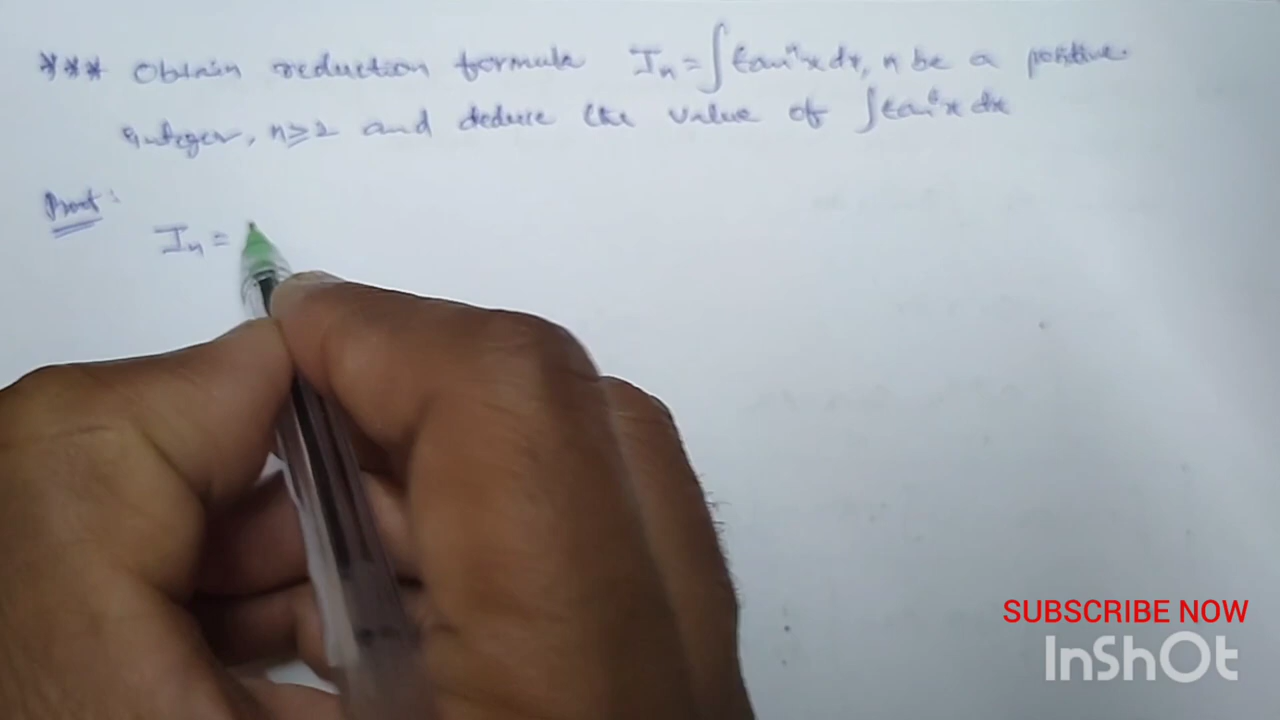 *** Obtain reduction formula Iₙ = ∫tanⁿx dx, n be a positive
integer, n≥2 and deduce the value of ∫tan⁶x dx
Proof:
Iₙ =
SUBSCRIBE NOW
InShOt